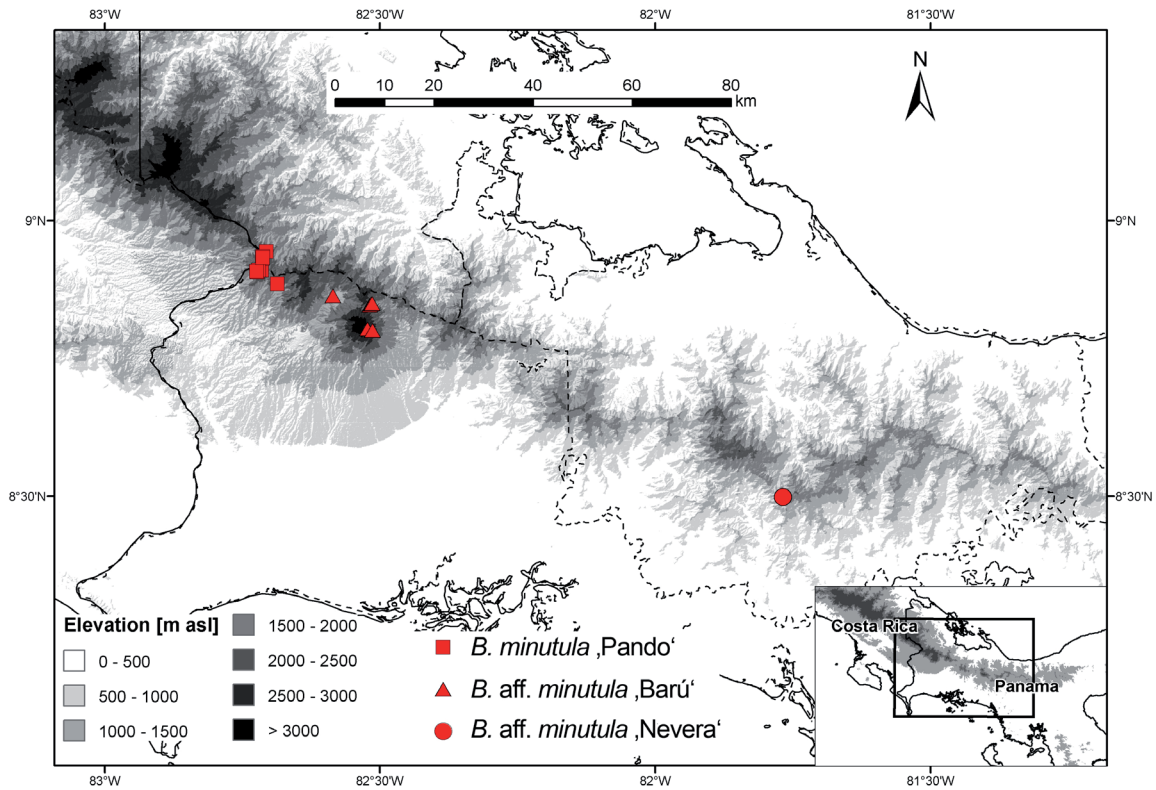 83°W 82°30'W 82°W 81°30'W
N
0 10 20 40 60 80
km
9°N 9°N
8°30'N 8°30'N
Elevation [m asl]
0 - 500
500 - 1000
1000 - 1500
1500 - 2000
2000 - 2500
2500 - 3000
> 3000
B. minutula ‚Pando‘
B. aff. minutula ‚Barú‘
B. aff. minutula ‚Nevera‘
Costa Rica
Panama
83°W 82°30'W 82°W 81°30'W